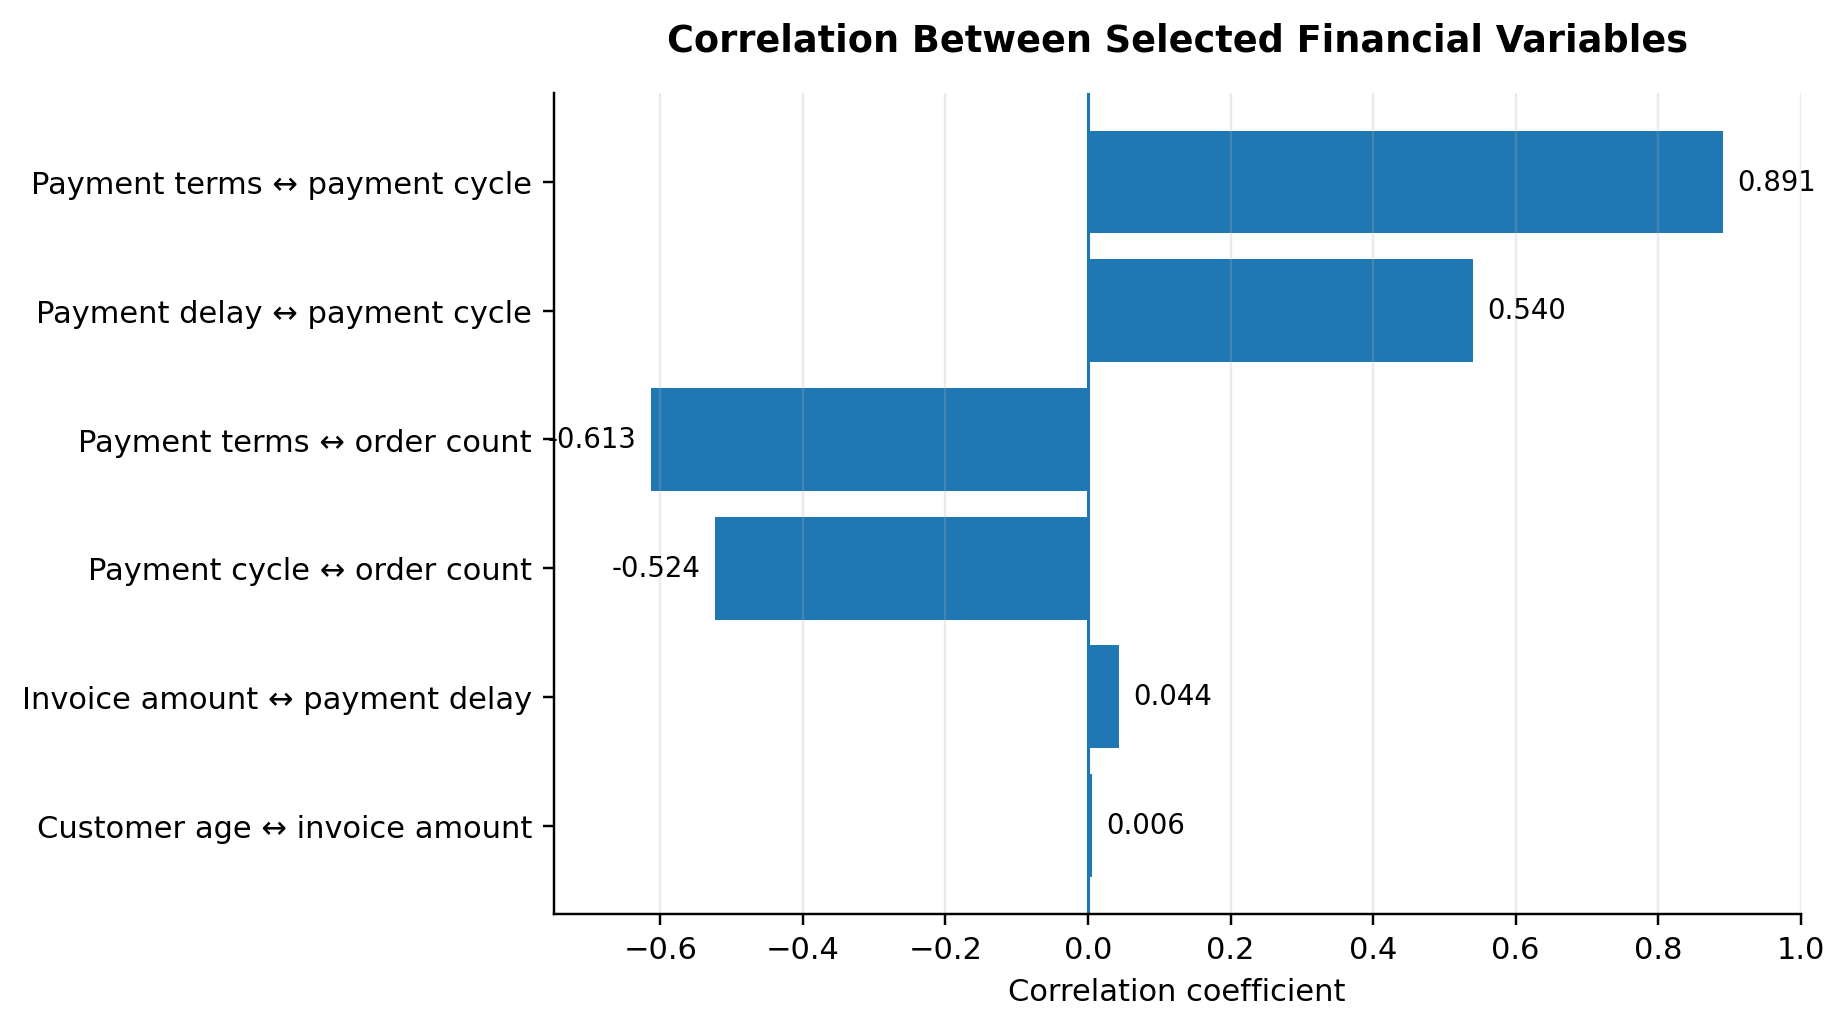 Correlation Between Selected Financial Variables
Payment terms ↔ payment cycle
0.891
Payment delay ↔ payment cycle
0.540
Payment terms ↔ order count
-0.613
Payment cycle ↔ order count
-0.524
Invoice amount ↔ payment delay
0.044
Customer age ↔ invoice amount
0.006
−0.6 −0.4 −0.2 0.0 0.2 0.4 0.6 0.8 1.0
Correlation coefficient